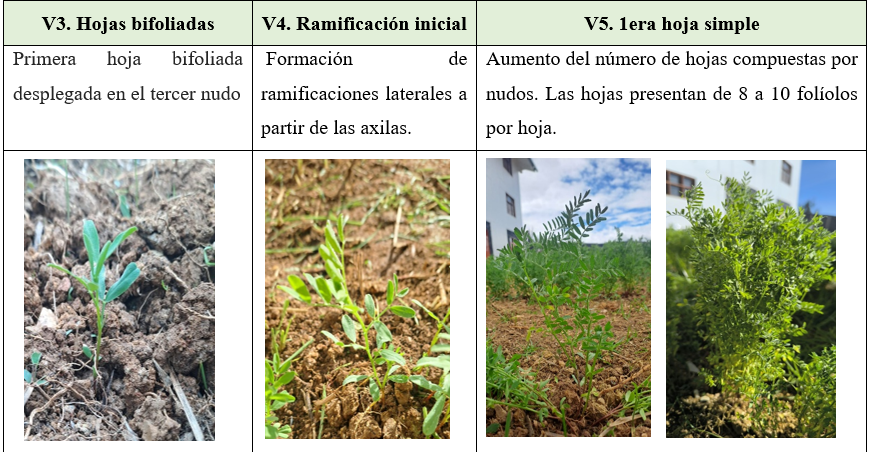 V3. Hojas bifoliadas
V4. Ramificación inicial
V5. 1era hoja simple
Primera hoja bifoliada
desplegada en el tercer nudo
Formación de
ramificaciones laterales a
partir de las axilas.
Aumento del número de hojas compuestas por
nudos. Las hojas presentan de 8 a 10 folíolos
por hoja.